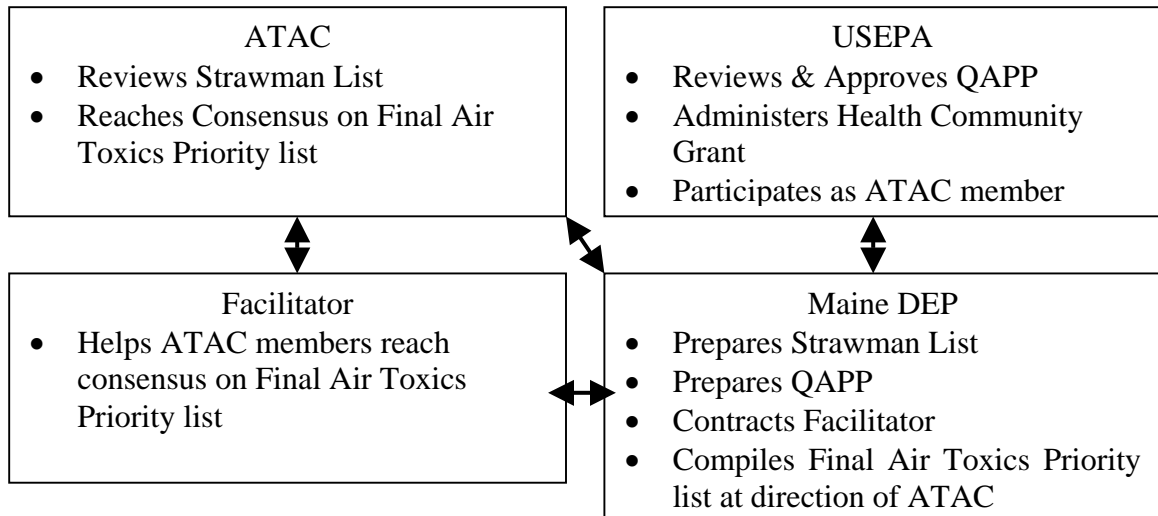 ATAC
• Reviews Strawman List
• Reaches Consensus on Final Air
Toxics Priority list
USEPA
• Reviews & Approves QAPP
• Administers Health Community
Grant
• Participates as ATAC member
Facilitator
• Helps ATAC members reach
consensus on Final Air Toxics
Priority list
Maine DEP
• Prepares Strawman List
• Prepares QAPP
• Contracts Facilitator
• Compiles Final Air Toxics Priority
list at direction of ATAC